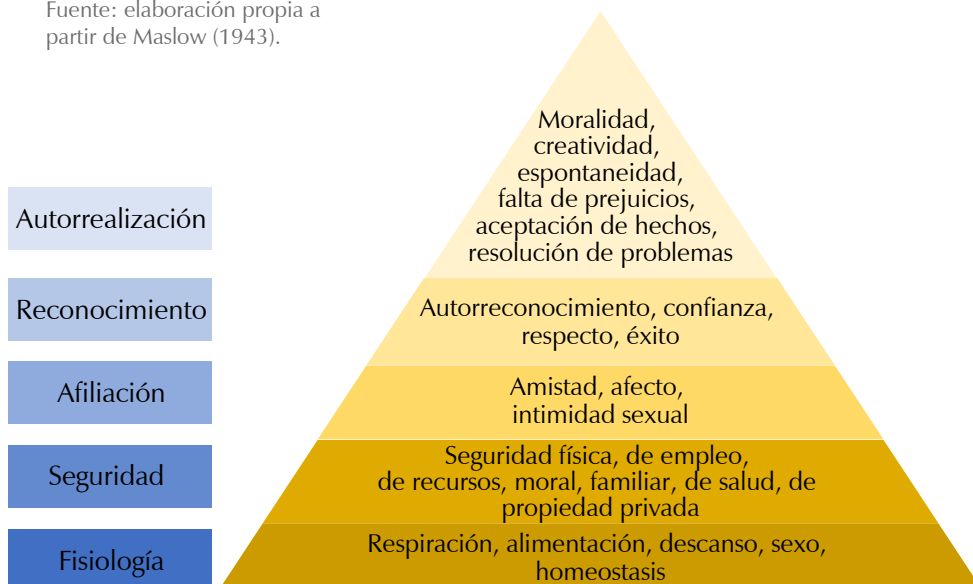 Fuente: elaboración propia a
partir de Maslow (1943).
Autorrealización
Moralidad,
creatividad,
espontaneidad,
falta de prejuicios,
aceptación de hechos,
resolución de problemas
Reconocimiento
Autorreconocimiento, confianza,
respecto, éxito
Afiliación
Amistad, afecto,
intimidad sexual
Seguridad
Seguridad física, de empleo,
de recursos, moral, familiar, de salud, de
propiedad privada
Fisiología
Respiración, alimentación, descanso, sexo,
homeostasis